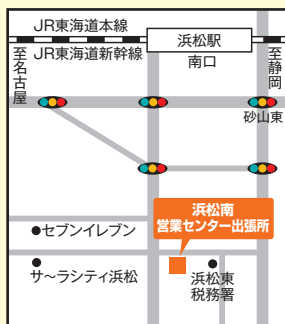 JR東海道本線
浜松駅
JR東海道新幹線
南口
至名古屋
至静岡
砂山東
浜松南
営業センター出張所
●セブンイレブン
サ〜ラシティ浜松
浜松東
税務署